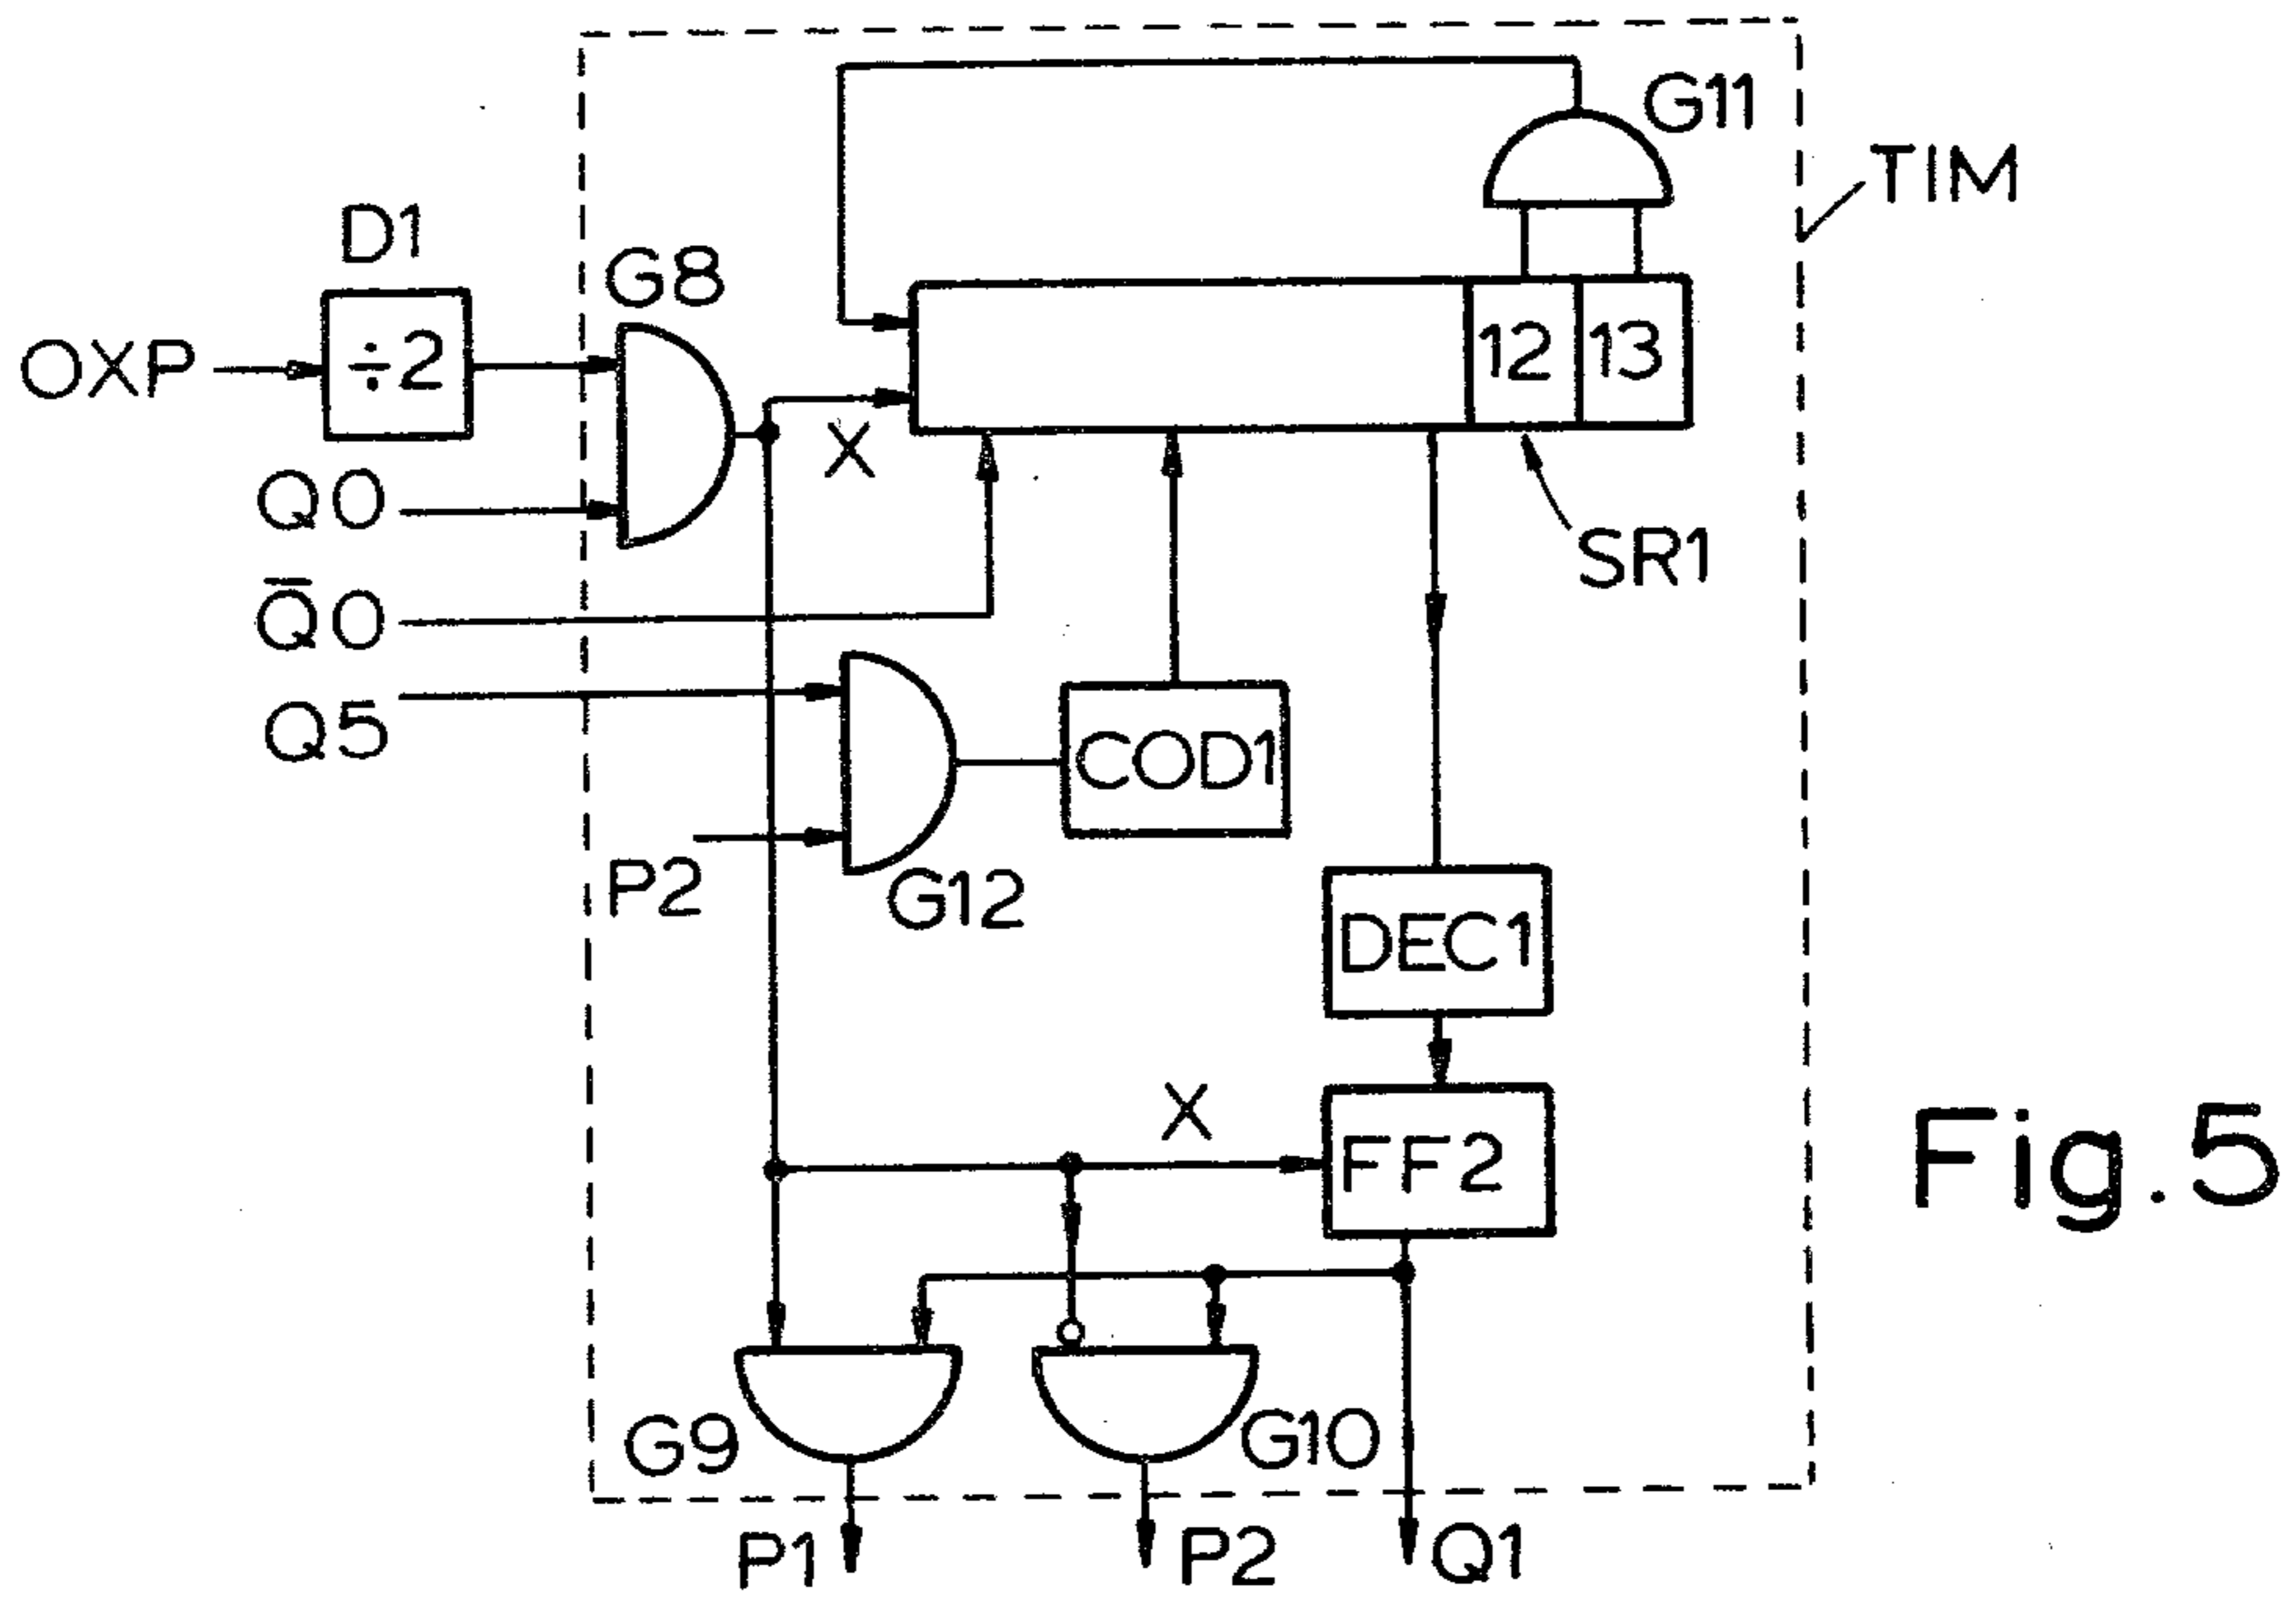 G11
TIM
D1
G8
OXP
÷2
12
13
X
Q0
SR1
Q̅0
Q5
COD1
P2
G12
DEC1
X
FF2
Fig.5
G9
G10
P1
P2
Q1